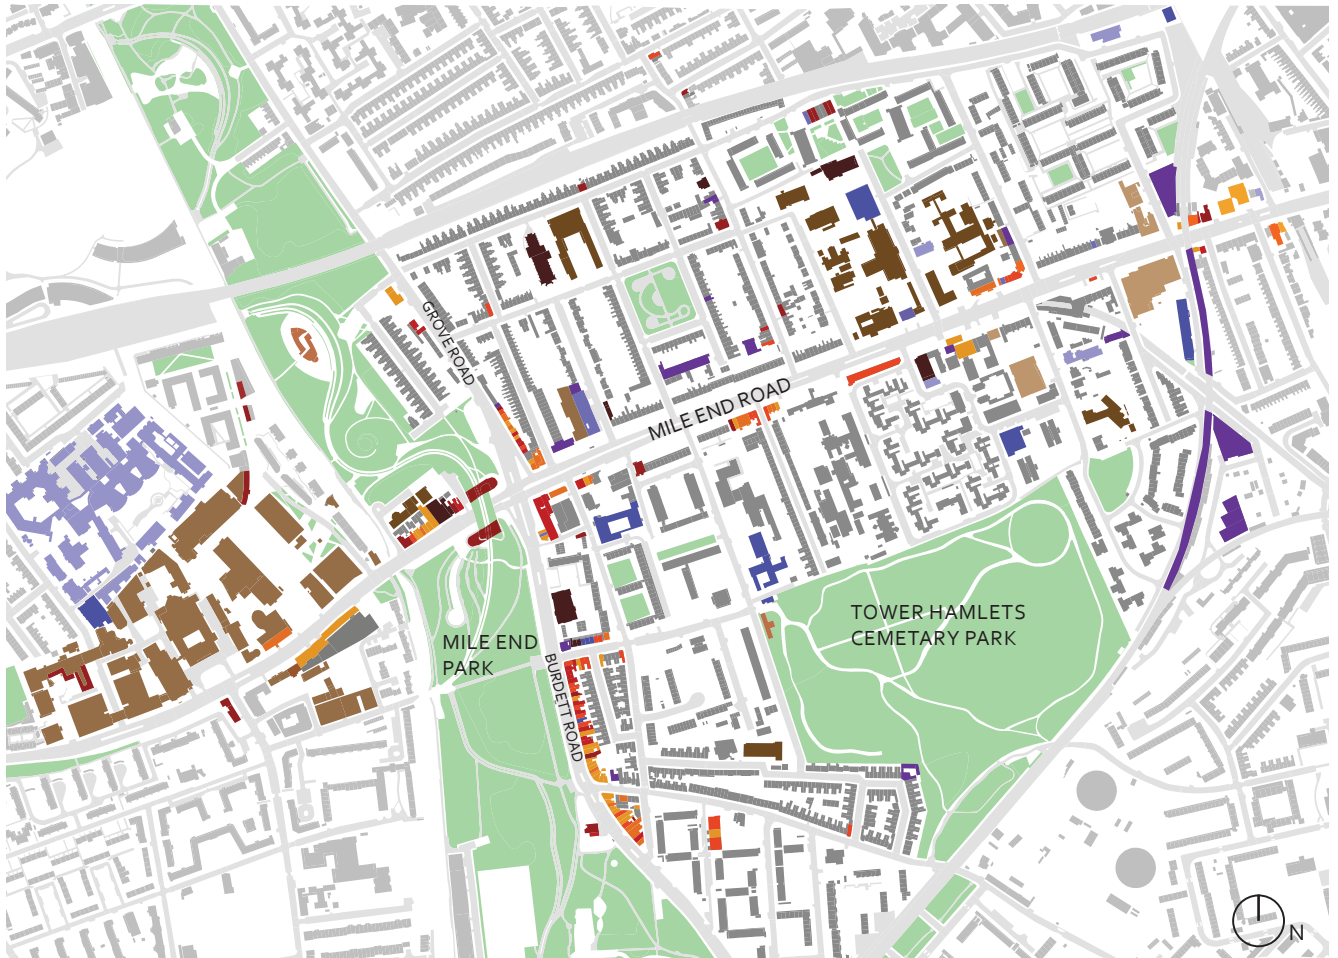 GROVE ROAD
MILE END ROAD
TOWER HAMLETS
CEMETARY PARK
MILE END
PARK
BURDETT ROAD
N